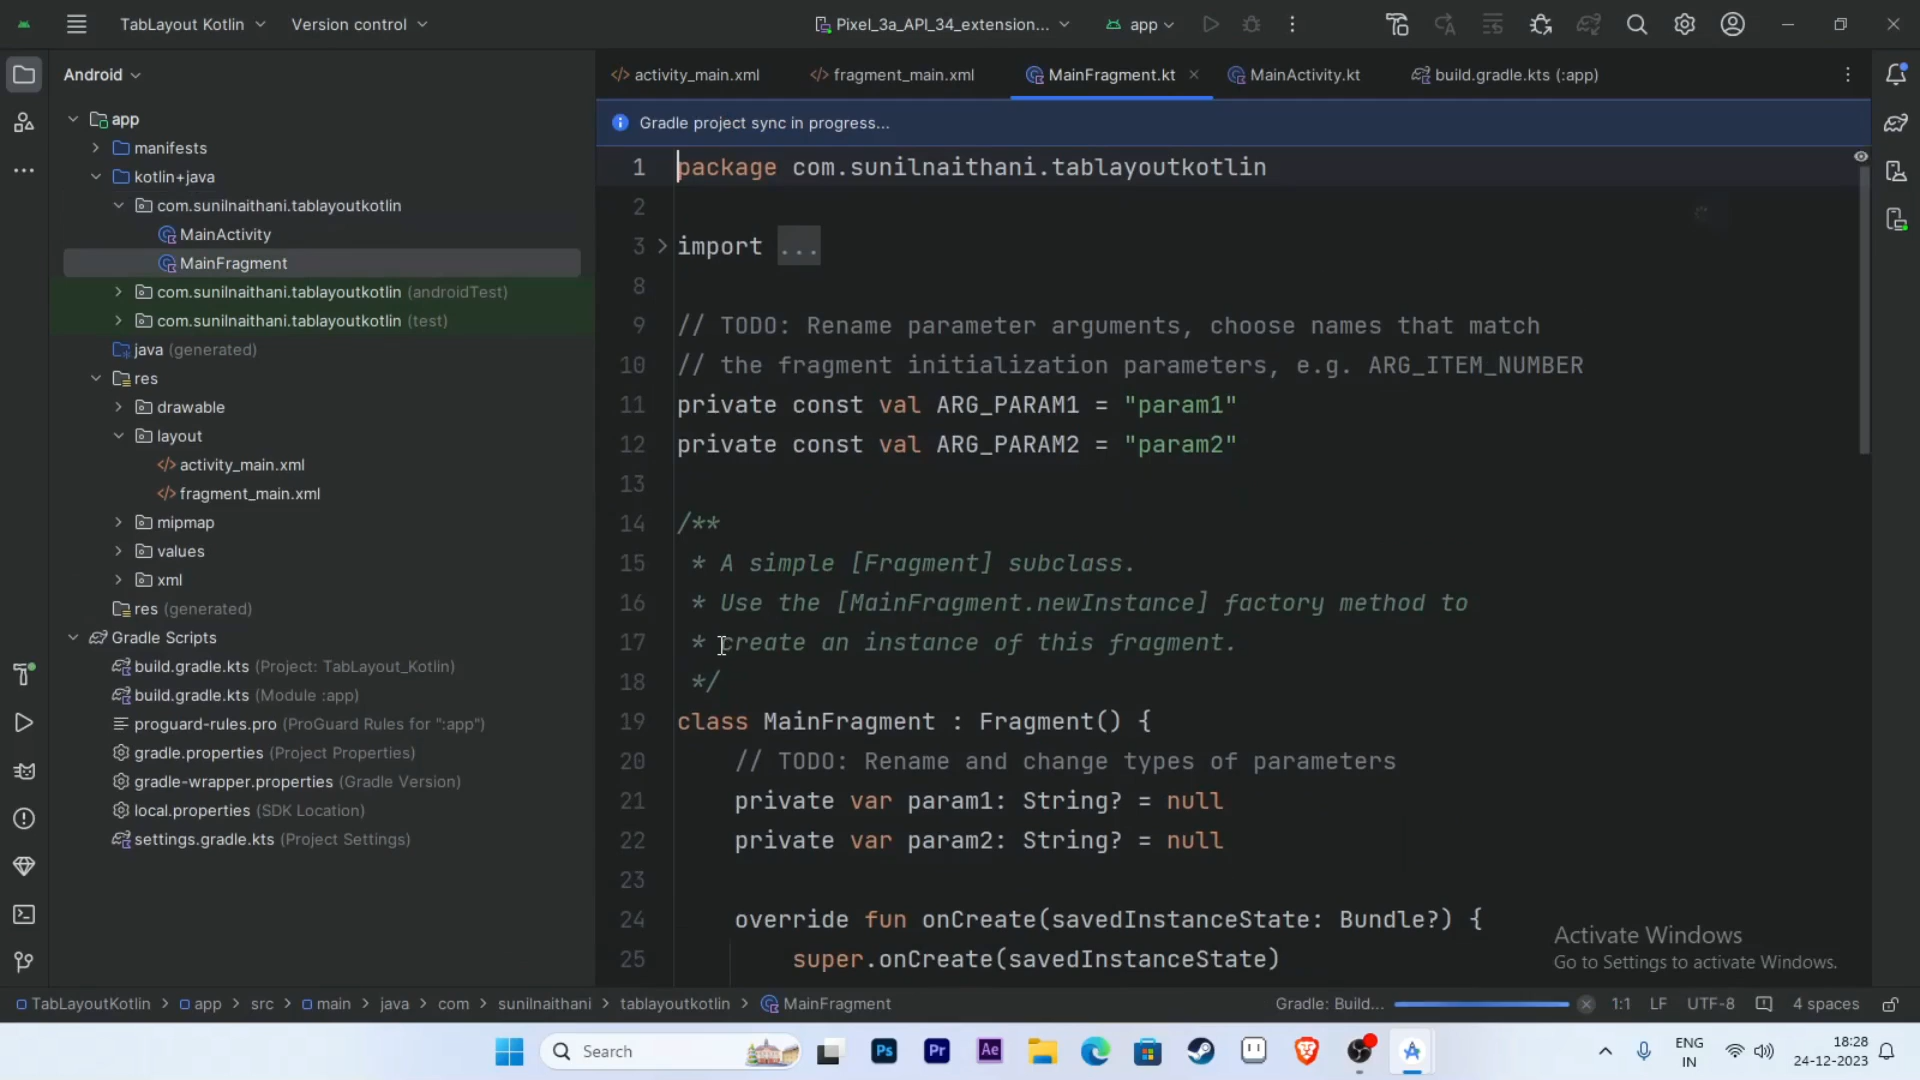 TabLayout Kotlin
Version control
Pixel_3a_API_34_extension...
app
Android
activity_main.xml
fragment_main.xml
MainFragment.kt
MainActivity.kt
build.gradle.kts (:app)
app
manifests
kotlin+java
com.sunilnaithani.tablayoutkotlin
MainActivity
MainFragment
com.sunilnaithani.tablayoutkotlin (androidTest)
com.sunilnaithani.tablayoutkotlin (test)
java (generated)
res
drawable
layout
activity_main.xml
fragment_main.xml
mipmap
values
xml
res (generated)
Gradle Scripts
build.gradle.kts (Project: TabLayout_Kotlin)
build.gradle.kts (Module :app)
proguard-rules.pro (ProGuard Rules for ":app")
gradle.properties (Project Properties)
gradle-wrapper.properties (Gradle Version)
local.properties (SDK Location)
settings.gradle.kts (Project Settings)
Gradle project sync in progress...
1 package com.sunilnaithani.tablayoutkotlin
2
3 import ...
8
9 // TODO: Rename parameter arguments, choose names that match
10 // the fragment initialization parameters, e.g. ARG_ITEM_NUMBER
11 private const val ARG_PARAM1 = "param1"
12 private const val ARG_PARAM2 = "param2"
13
14 /**
15 * A simple [Fragment] subclass.
16 * Use the [MainFragment.newInstance] factory method to
17 * create an instance of this fragment.
18 */
19 class MainFragment : Fragment() {
20 // TODO: Rename and change types of parameters
21 private var param1: String? = null
22 private var param2: String? = null
23
24 override fun onCreate(savedInstanceState: Bundle?) {
25 super.onCreate(savedInstanceState)
Activate Windows
Go to Settings to activate Windows.
TabLayoutKotlin > app > src > main > java > com > sunilnaithani > tablayoutkotlin > MainFragment
Gradle: Build...
1:1 LF UTF-8 4 spaces
Search
Ps
Pr
Ae
ENG
IN
18:28
24-12-2023